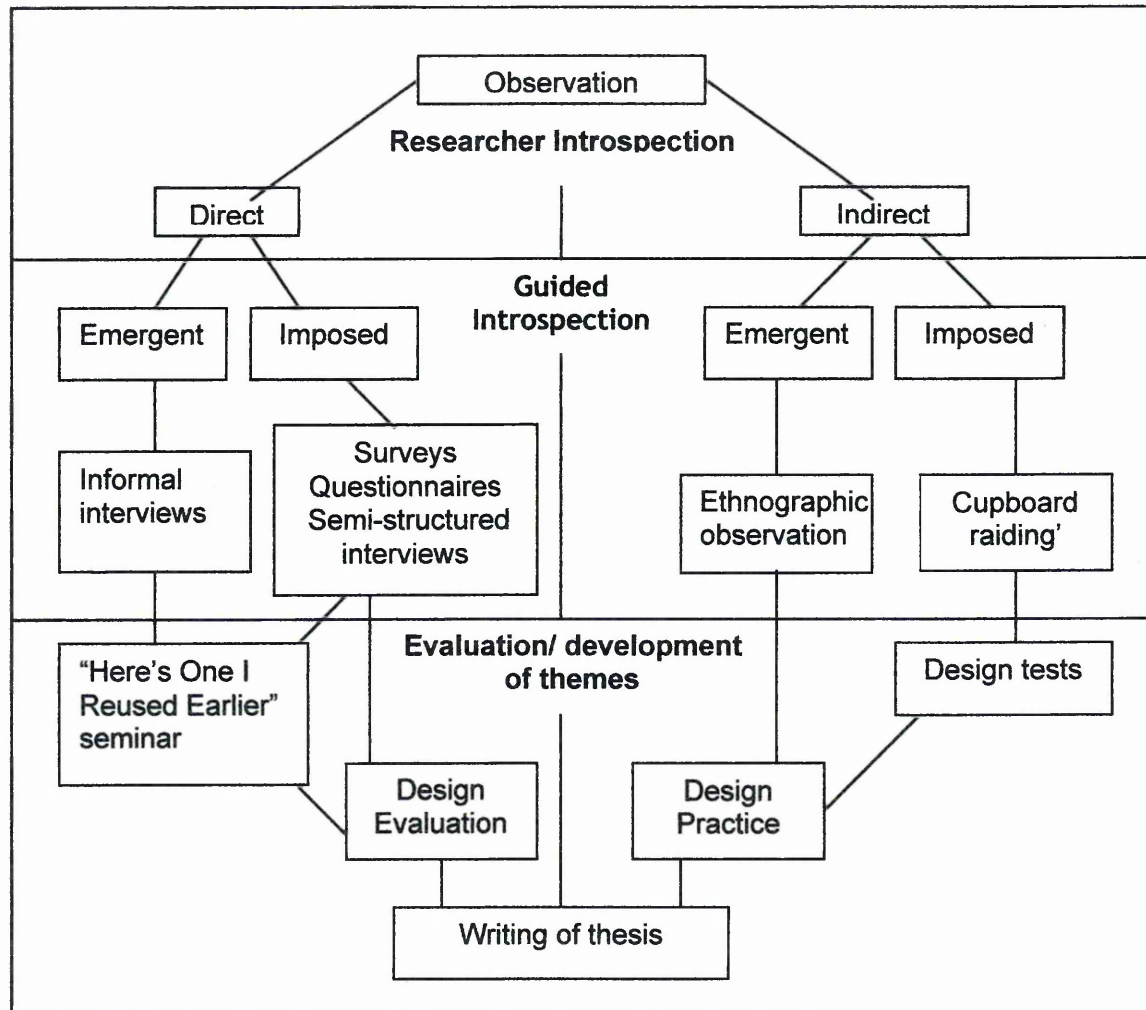 Observation
Researcher Introspection
Direct
Indirect
Guided
Introspection
Emergent
Imposed
Emergent
Imposed
Informal
interviews
Surveys
Questionnaires
Semi-structured
interviews
Ethnographic
observation
Cupboard
raiding’
Evaluation/ development
of themes
“Here’s One I
Reused Earlier”
seminar
Design tests
Design
Evaluation
Design
Practice
Writing of thesis